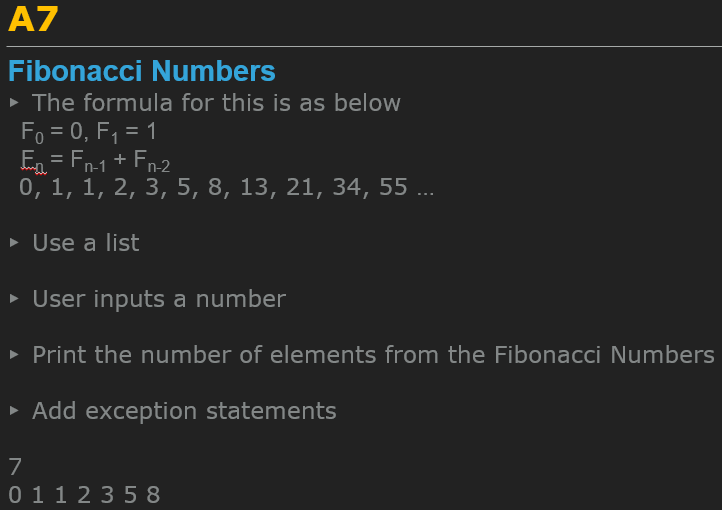 A7
Fibonacci Numbers
▸ The formula for this is as below
F₀ = 0, F₁ = 1
Fₙ = Fₙ₋₁ + Fₙ₋₂
0, 1, 1, 2, 3, 5, 8, 13, 21, 34, 55 ...
▸ Use a list
▸ User inputs a number
▸ Print the number of elements from the Fibonacci Numbers
▸ Add exception statements
7
0 1 1 2 3 5 8